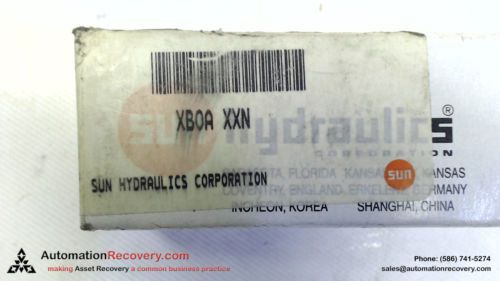 XBOA XXN
sun hydraulics®
CORPORATION
SUN HYDRAULICS CORPORATION
sun
FLORIDA KANSAS
KANSAS
COVENTRY, ENGLAND ERKELENZ, GERMANY
INCHEON, KOREA SHANGHAI, CHINA
AutomationRecovery.com
making Asset Recovery a common business practice
Phone: (586) 741-5274
sales@automationrecovery.com